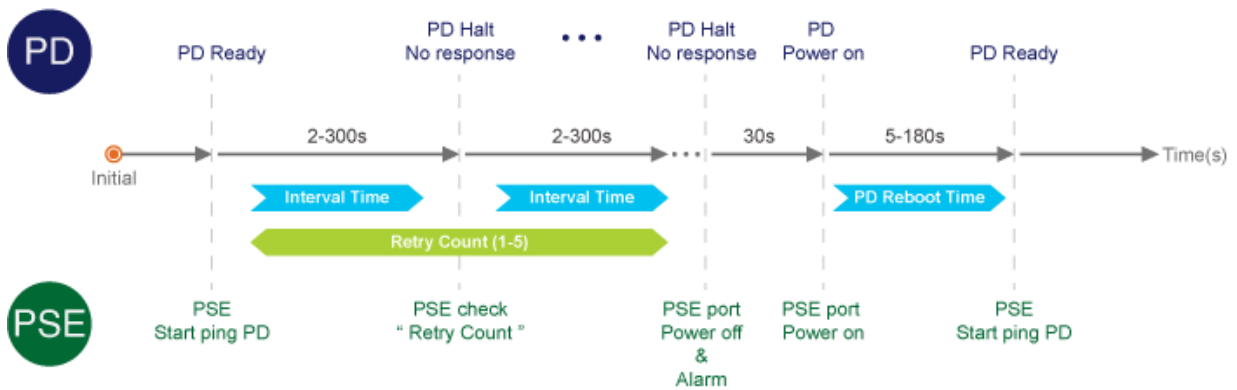 PD
PD Ready
PD Halt
No response
• • •
PD Halt
No response
PD
Power on
PD Ready
2-300s
2-300s
30s
5-180s
Initial
Time(s)
Interval Time
Interval Time
PD Reboot Time
Retry Count (1-5)
PSE
PSE
Start ping PD
PSE check
“ Retry Count ”
PSE port
Power off
&
Alarm
PSE port
Power on
PSE
Start ping PD